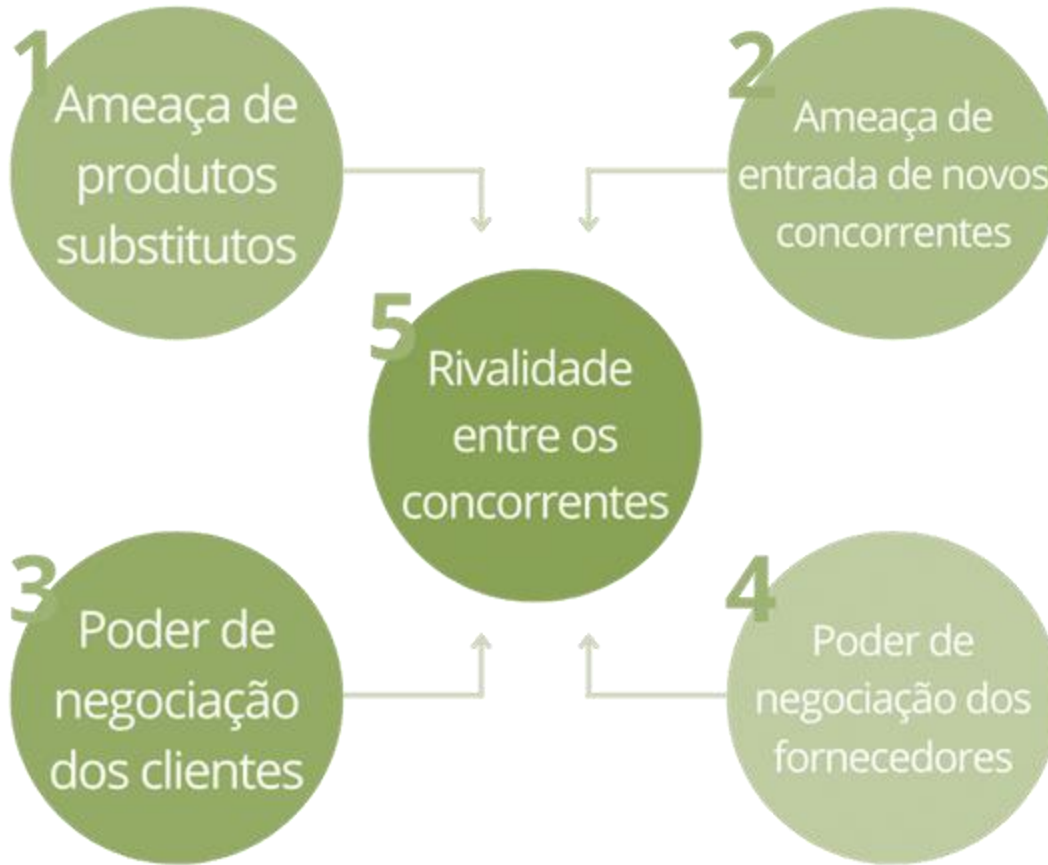 1
Ameaça de
produtos
substitutos
2
Ameaça de
entrada de novos
concorrentes
5
Rivalidade
entre os
concorrentes
3
Poder de
negociação
dos clientes
4
Poder de
negociação dos
fornecedores